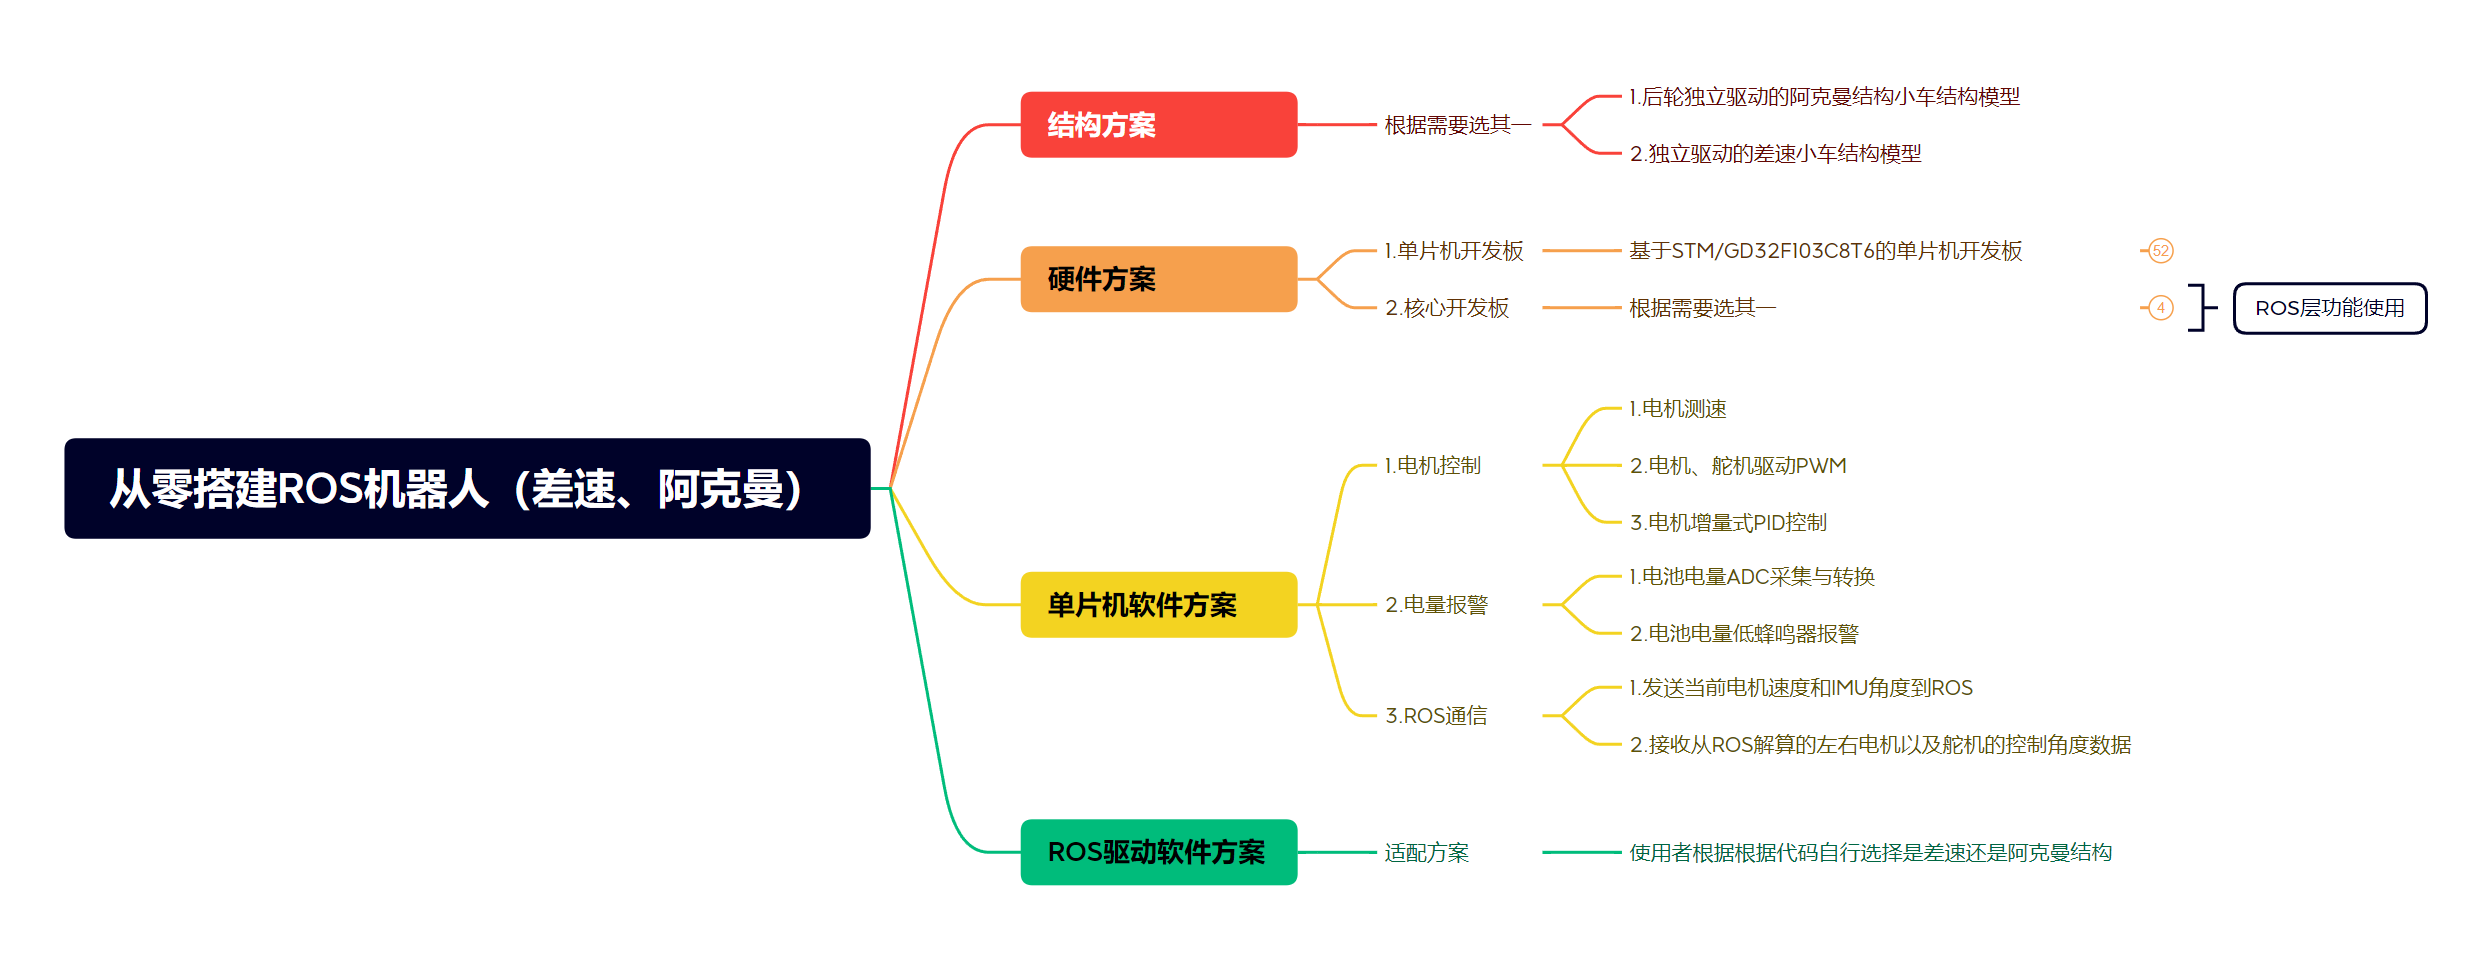 从零搭建ROS机器人（差速、阿克曼）
结构方案
根据需要选其一
1.后轮独立驱动的阿克曼结构小车结构模型
2.独立驱动的差速小车结构模型
硬件方案
1.单片机开发板
基于STM/GD32F103C8T6的单片机开发板
52
2.核心开发板
根据需要选其一
4
ROS层功能使用
单片机软件方案
1.电机控制
1.电机测速
2.电机、舵机驱动PWM
3.电机增量式PID控制
2.电量报警
1.电池电量ADC采集与转换
2.电池电量低蜂鸣器报警
3.ROS通信
1.发送当前电机速度和IMU角度到ROS
2.接收从ROS解算的左右电机以及舵机的控制角度数据
ROS驱动软件方案
适配方案
使用者根据根据代码自行选择是差速还是阿克曼结构